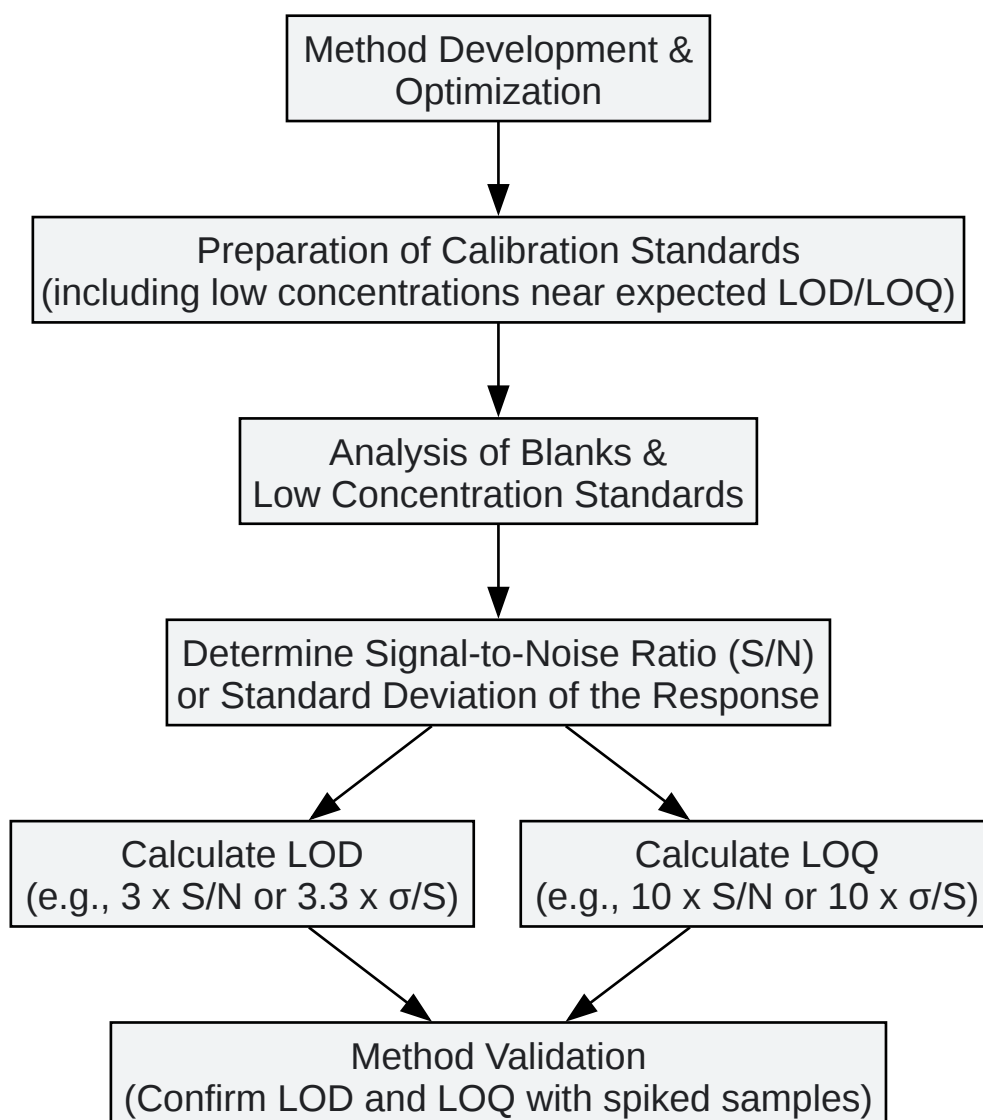 Method Development &
Optimization
Preparation of Calibration Standards
(including low concentrations near expected LOD/LOQ)
Analysis of Blanks &
Low Concentration Standards
Determine Signal-to-Noise Ratio (S/N)
or Standard Deviation of the Response
Calculate LOD
(e.g., 3 x S/N or 3.3 x σ/S)
Calculate LOQ
(e.g., 10 x S/N or 10 x σ/S)
Method Validation
(Confirm LOD and LOQ with spiked samples)